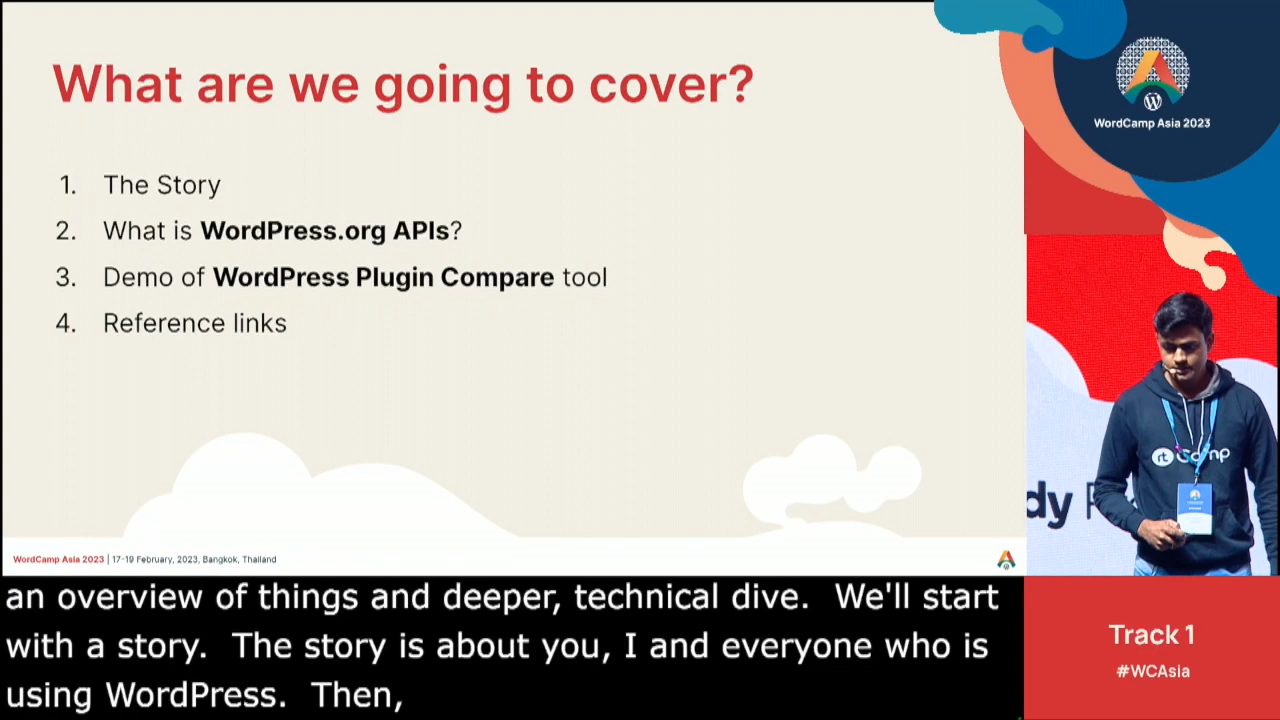 What are we going to cover?
1. The Story
2. What is WordPress.org APIs?
3. Demo of WordPress Plugin Compare tool
4. Reference links
WordCamp Asia 2023 | 17-19 February, 2023, Bangkok, Thailand
WordCamp Asia 2023
an overview of things and deeper, technical dive. We'll start
with a story. The story is about you, I and everyone who is
using WordPress. Then,
Track 1
#WCAsia